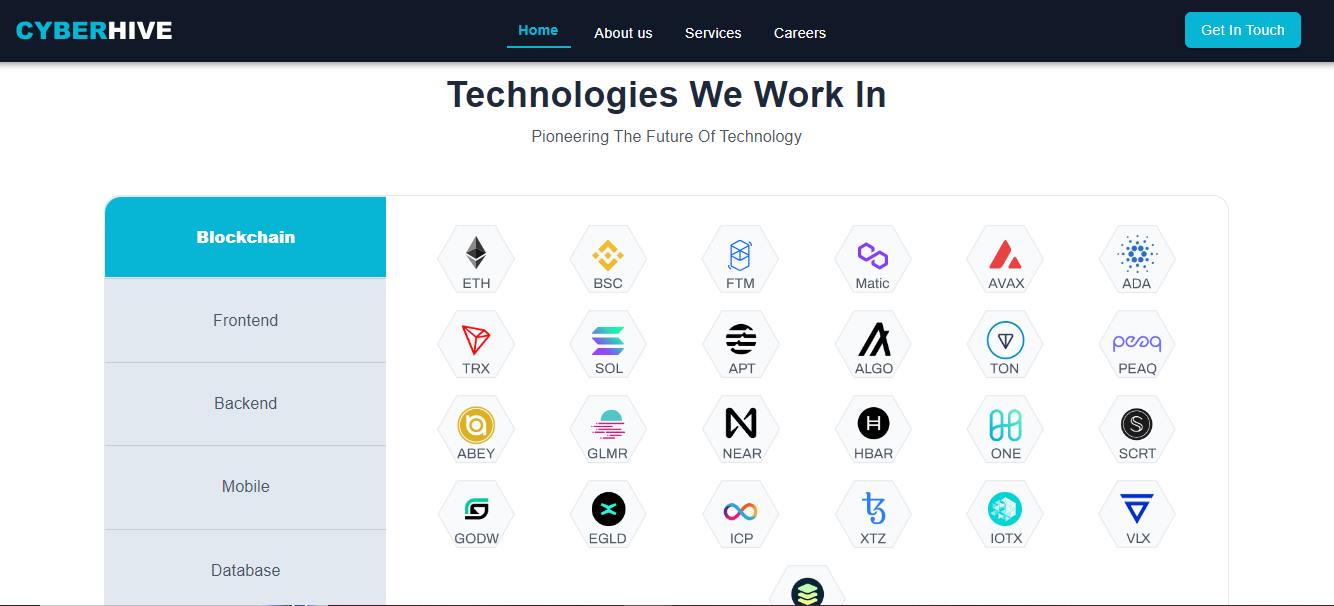 CYBERHIVE
Home
About us
Services
Careers
Get In Touch
Technologies We Work In
Pioneering The Future Of Technology
Blockchain
Frontend
Backend
Mobile
Database
ETH
BSC
FTM
Matic
AVAX
ADA
TRX
SOL
APT
ALGO
TON
peaq
PEAQ
ABEY
GLMR
NEAR
HBAR
ONE
SCRT
GODW
EGLD
ICP
XTZ
IOTX
VLX